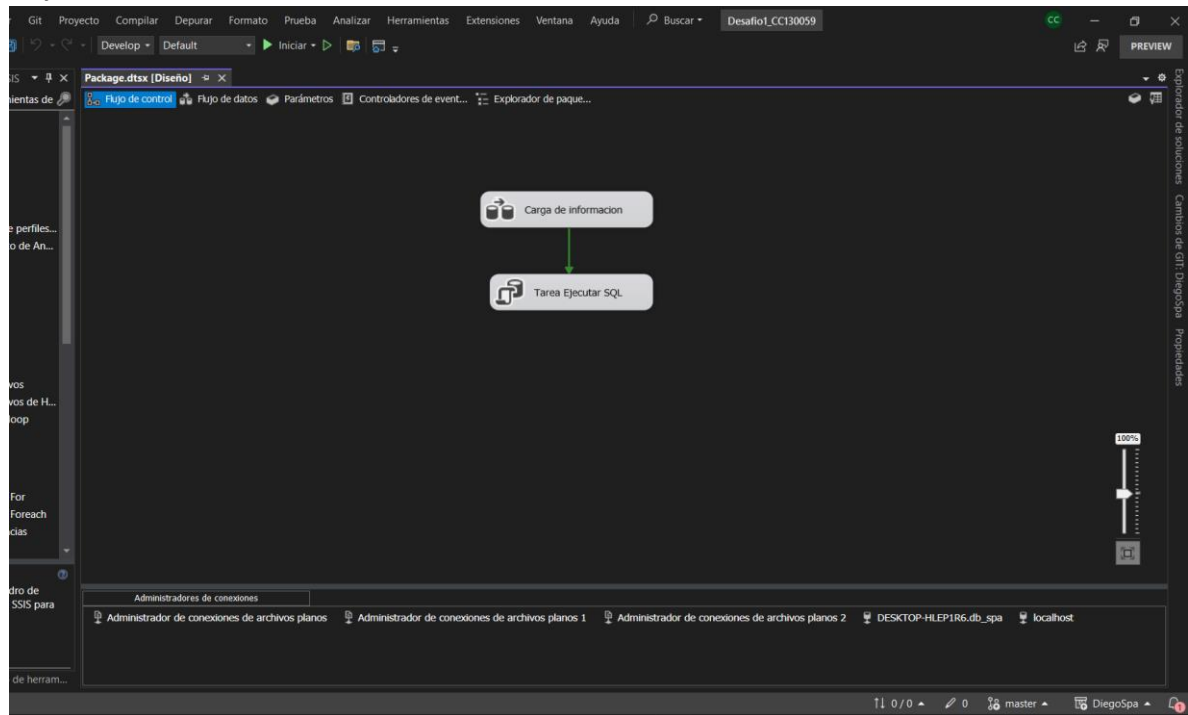 Git Proyecto Compilar Depurar Formato Prueba Analizar Herramientas Extensiones Ventana Ayuda Buscar Desafio1_CC130059 CC
Develop Default Iniciar PREVIEW
Package.dtsx [Diseño]
Flujo de control Flujo de datos Parámetros Controladores de event... Explorador de paque...
ientas de
e perfiles...
o de An...
vos
vos de H...
loop
For
Foreach
cias
dro de
SSIS para
de herram...
Carga de informacion
Tarea Ejecutar SQL
100%
Explorador de soluciones
Cambios de GIT: DiegoSpa
Propiedades
Administradores de conexiones
Administrador de conexiones de archivos planos Administrador de conexiones de archivos planos 1 Administrador de conexiones de archivos planos 2 DESKTOP-HLEP1R6.db_spa localhost
0 / 0 0 master DiegoSpa 1